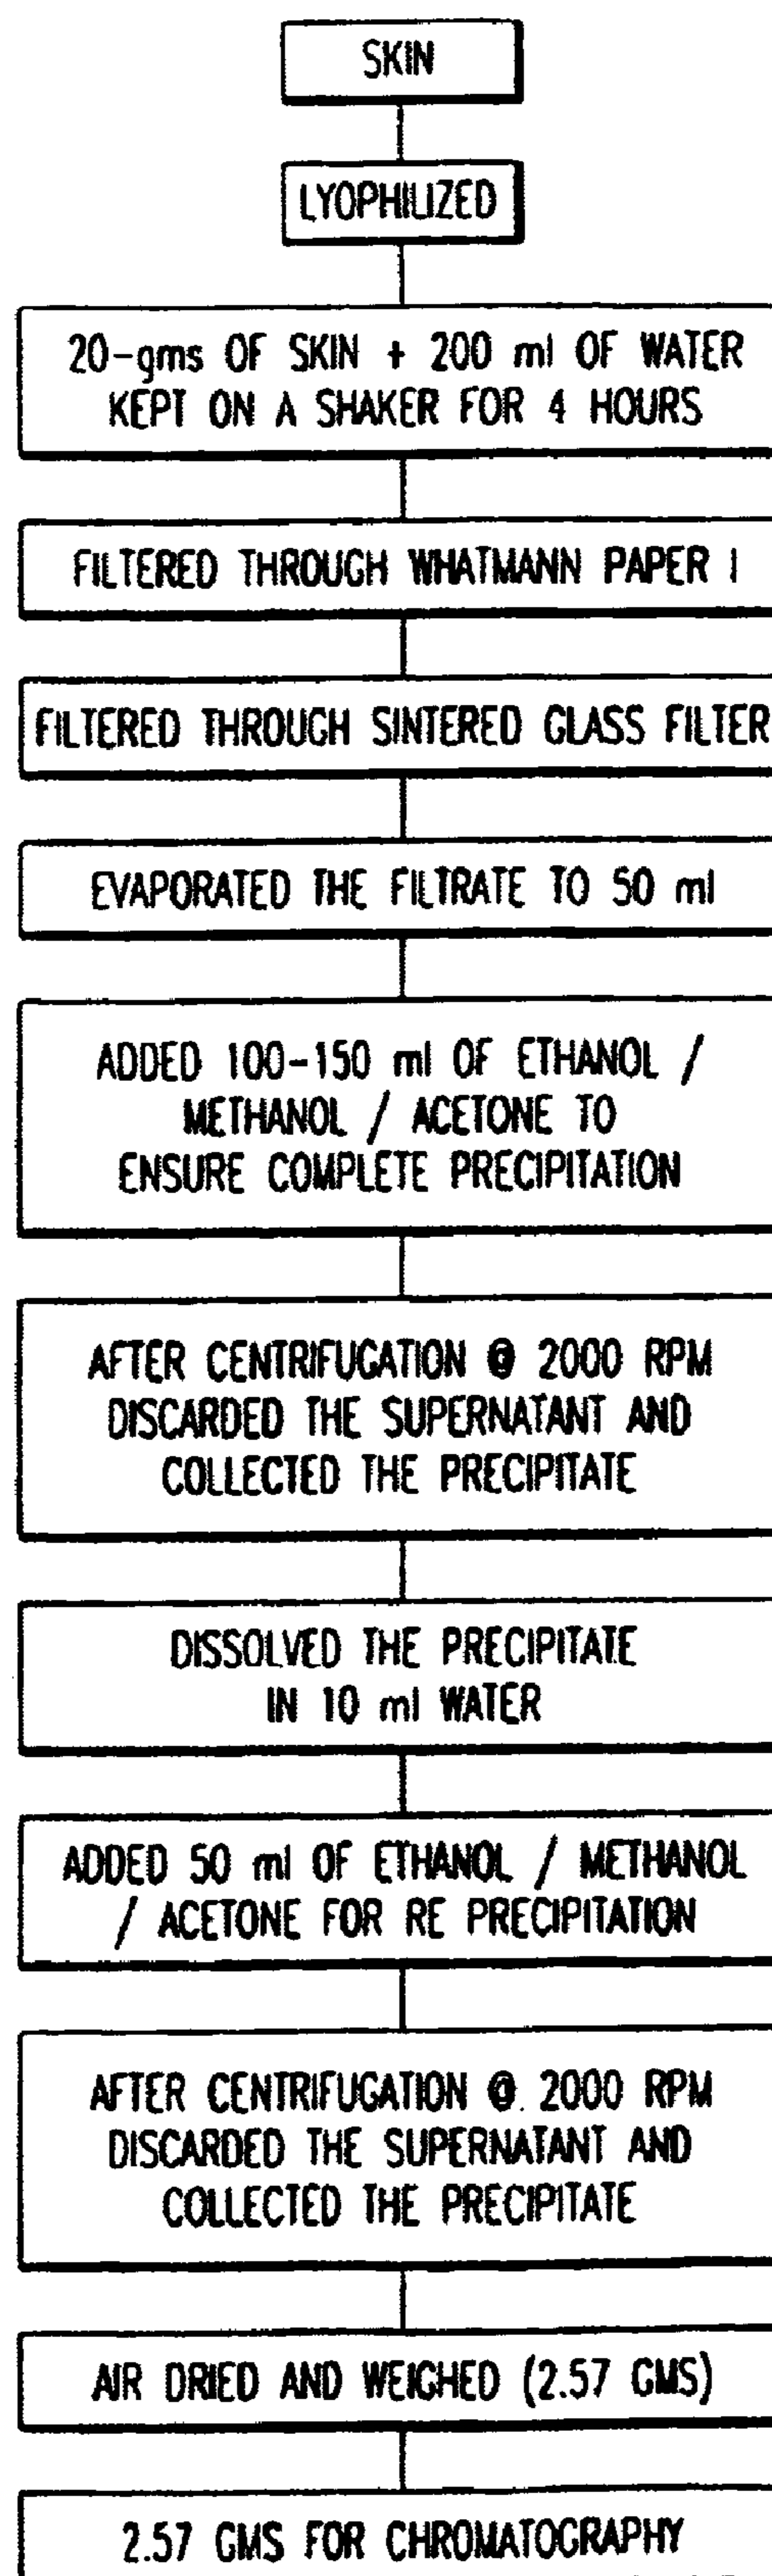 SKIN
LYOPHILIZED
20-gms OF SKIN + 200 ml OF WATER
KEPT ON A SHAKER FOR 4 HOURS
FILTERED THROUGH WHATMANN PAPER 1
FILTERED THROUGH SINTERED GLASS FILTER
EVAPORATED THE FILTRATE TO 50 ml
ADDED 100-150 ml OF ETHANOL /
METHANOL / ACETONE TO
ENSURE COMPLETE PRECIPITATION
AFTER CENTRIFUGATION @ 2000 RPM
DISCARDED THE SUPERNATANT AND
COLLECTED THE PRECIPITATE
DISSOLVED THE PRECIPITATE
IN 10 ml WATER
ADDED 50 ml OF ETHANOL / METHANOL
/ ACETONE FOR RE PRECIPITATION
AFTER CENTRIFUGATION @. 2000 RPM
DISCARDED THE SUPERNATANT AND
COLLECTED THE PRECIPITATE
AIR DRIED AND WEIGHED (2.57 GMS)
2.57 GMS FOR CHROMATOGRAPHY